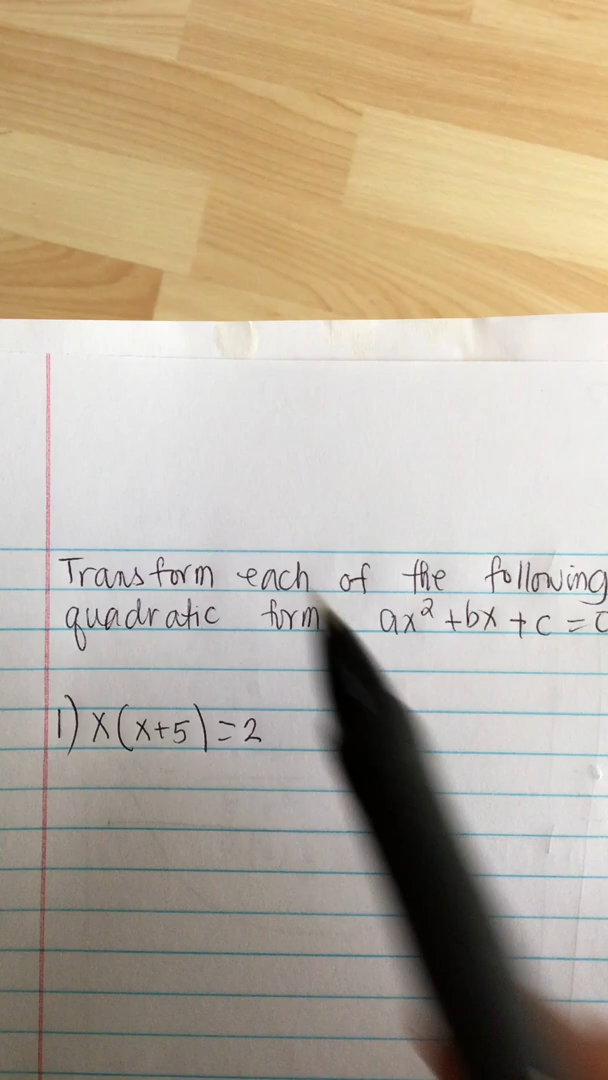 Transform each of the following
quadratic form ax² + bx + c = 0
1) x(x+5) = 2